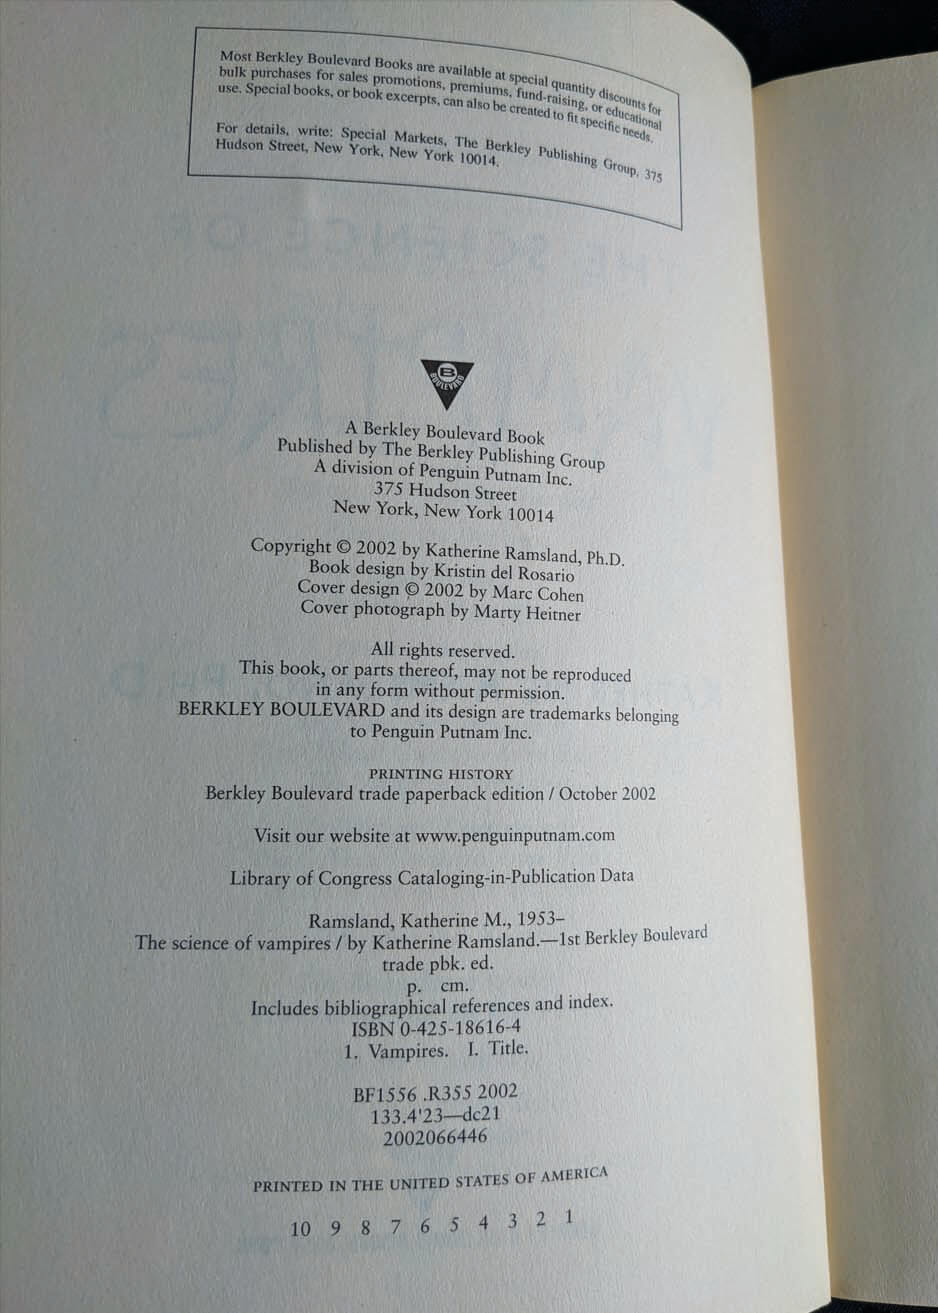 Most Berkley Boulevard Books are available at special quantity discounts for
bulk purchases for sales promotions, premiums, fund-raising, or educational
use. Special books, or book excerpts, can also be created to fit specific needs.
For details, write: Special Markets, The Berkley Publishing Group, 375
Hudson Street, New York, New York 10014.
B
BOULEVARD
A Berkley Boulevard Book
Published by The Berkley Publishing Group
A division of Penguin Putnam Inc.
375 Hudson Street
New York, New York 10014
Copyright © 2002 by Katherine Ramsland, Ph.D.
Book design by Kristin del Rosario
Cover design © 2002 by Marc Cohen
Cover photograph by Marty Heitner
All rights reserved.
This book, or parts thereof, may not be reproduced
in any form without permission.
BERKLEY BOULEVARD and its design are trademarks belonging
to Penguin Putnam Inc.
PRINTING HISTORY
Berkley Boulevard trade paperback edition / October 2002
Visit our website at www.penguinputnam.com
Library of Congress Cataloging-in-Publication Data
Ramsland, Katherine M., 1953–
The science of vampires / by Katherine Ramsland.—1st Berkley Boulevard
trade pbk. ed.
p. cm.
Includes bibliographical references and index.
ISBN 0-425-18616-4
1. Vampires. I. Title.
BF1556 .R355 2002
133.4'23—dc21
2002066446
PRINTED IN THE UNITED STATES OF AMERICA
10 9 8 7 6 5 4 3 2 1